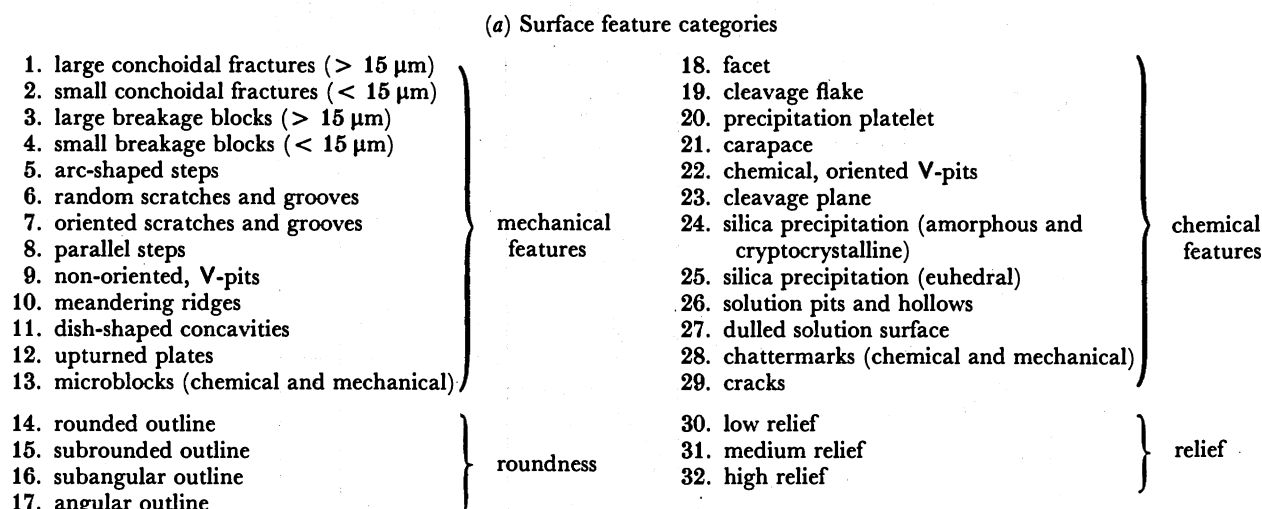 (a) Surface feature categories
1. large conchoidal fractures (> 15 μm)
2. small conchoidal fractures (< 15 μm)
3. large breakage blocks (> 15 μm)
4. small breakage blocks (< 15 μm)
5. arc-shaped steps
6. random scratches and grooves
7. oriented scratches and grooves
8. parallel steps
9. non-oriented, V-pits
10. meandering ridges
11. dish-shaped concavities
12. upturned plates
13. microblocks (chemical and mechanical)
mechanical
features
14. rounded outline
15. subrounded outline
16. subangular outline
17. angular outline
roundness
18. facet
19. cleavage flake
20. precipitation platelet
21. carapace
22. chemical, oriented V-pits
23. cleavage plane
24. silica precipitation (amorphous and
cryptocrystalline)
25. silica precipitation (euhedral)
26. solution pits and hollows
27. dulled solution surface
28. chattermarks (chemical and mechanical)
29. cracks
chemical
features
30. low relief
31. medium relief
32. high relief
relief